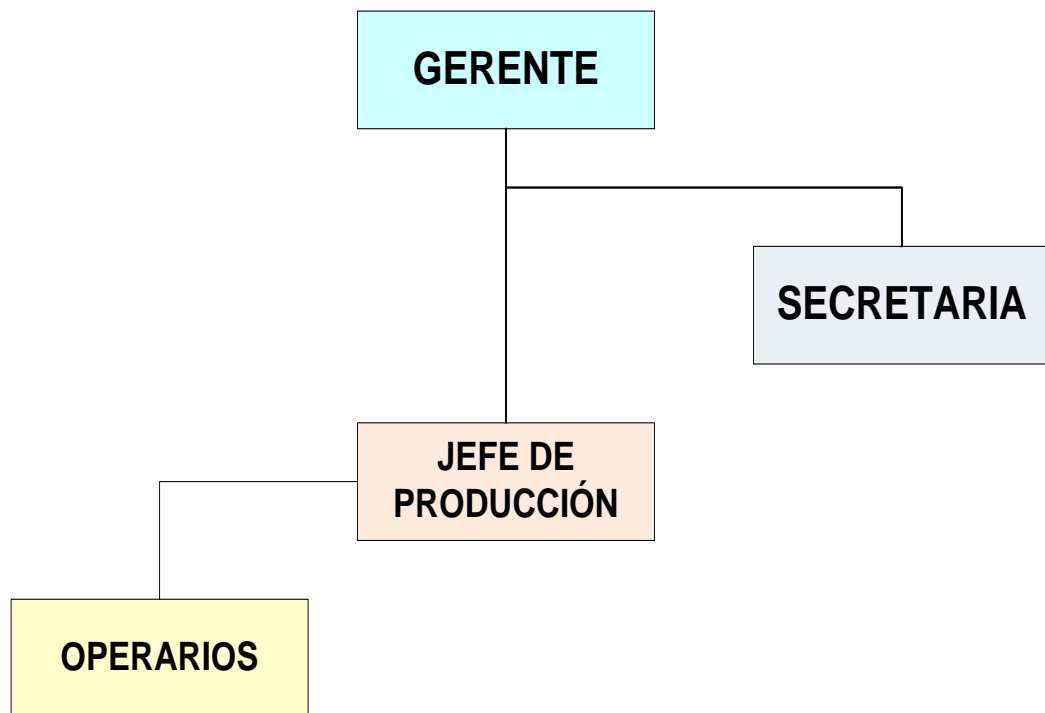 GERENTE
SECRETARIA
JEFE DE
PRODUCCIÓN
OPERARIOS